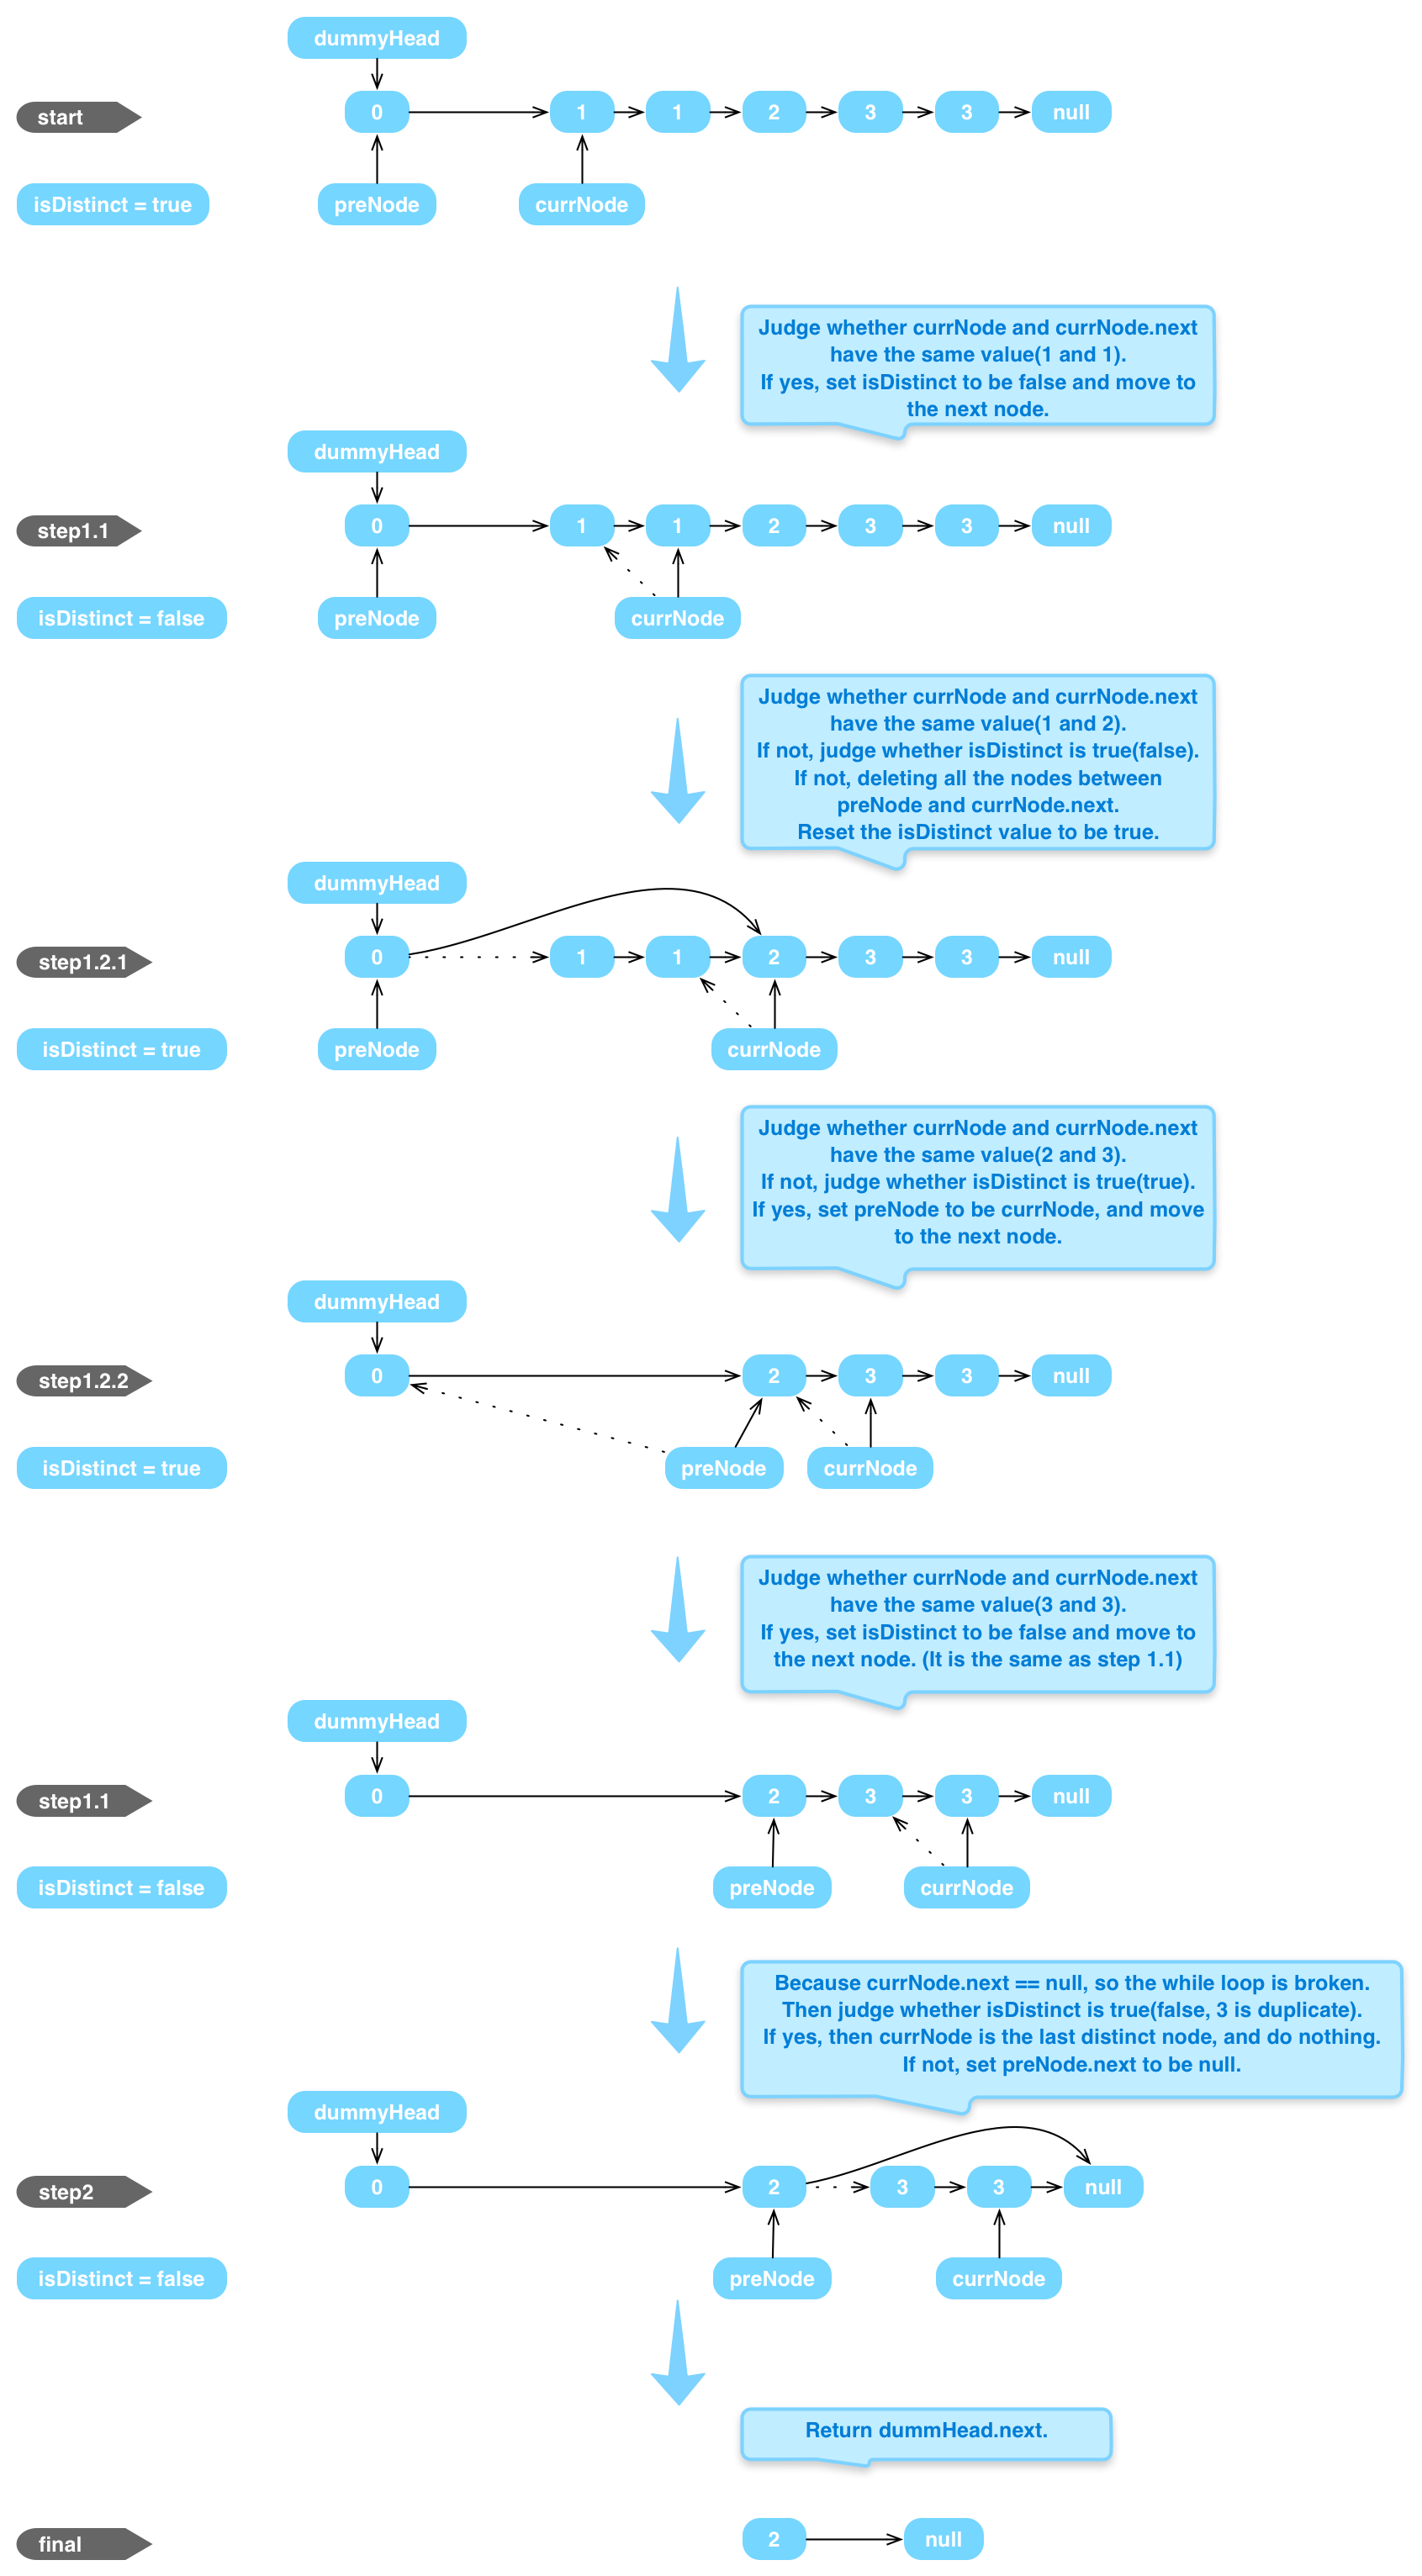 dummyHead
start
0 1 1 2 3 3 null
isDistinct = true
preNode
currNode
Judge whether currNode and currNode.next
have the same value(1 and 1).
If yes, set isDistinct to be false and move to
the next node.
dummyHead
step1.1
0 1 1 2 3 3 null
isDistinct = false
preNode
currNode
Judge whether currNode and currNode.next
have the same value(1 and 2).
If not, judge whether isDistinct is true(false).
If not, deleting all the nodes between
preNode and currNode.next.
Reset the isDistinct value to be true.
dummyHead
step1.2.1
0 1 1 2 3 3 null
isDistinct = true
preNode
currNode
Judge whether currNode and currNode.next
have the same value(2 and 3).
If not, judge whether isDistinct is true(true).
If yes, set preNode to be currNode, and move
to the next node.
dummyHead
step1.2.2
0 2 3 3 null
isDistinct = true
preNode
currNode
Judge whether currNode and currNode.next
have the same value(3 and 3).
If yes, set isDistinct to be false and move to
the next node. (It is the same as step 1.1)
dummyHead
step1.1
0 2 3 3 null
isDistinct = false
preNode
currNode
Because currNode.next == null, so the while loop is broken.
Then judge whether isDistinct is true(false, 3 is duplicate).
If yes, then currNode is the last distinct node, and do nothing.
If not, set preNode.next to be null.
dummyHead
step2
0 2 3 3 null
isDistinct = false
preNode
currNode
Return dummHead.next.
final
2 null